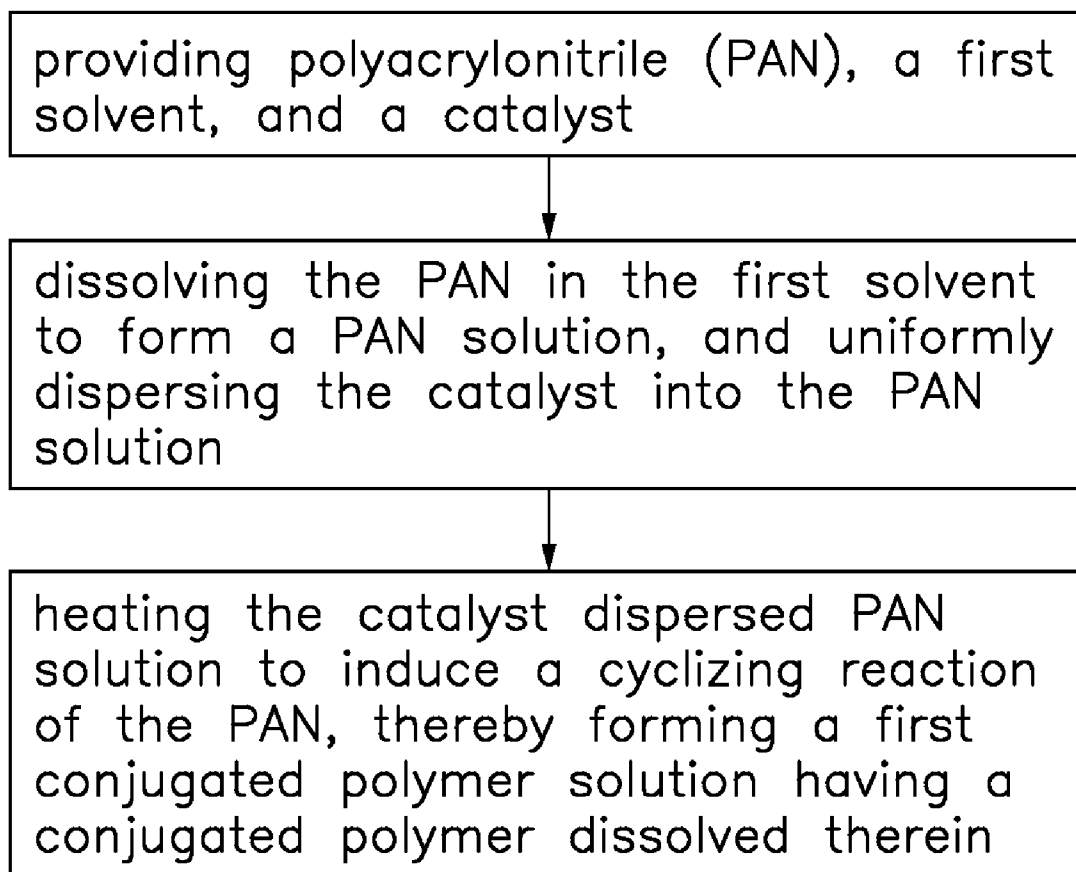 providing polyacrylonitrile (PAN), a first
solvent, and a catalyst
dissolving the PAN in the first solvent
to form a PAN solution, and uniformly
dispersing the catalyst into the PAN
solution
heating the catalyst dispersed PAN
solution to induce a cyclizing reaction
of the PAN, thereby forming a first
conjugated polymer solution having a
conjugated polymer dissolved therein